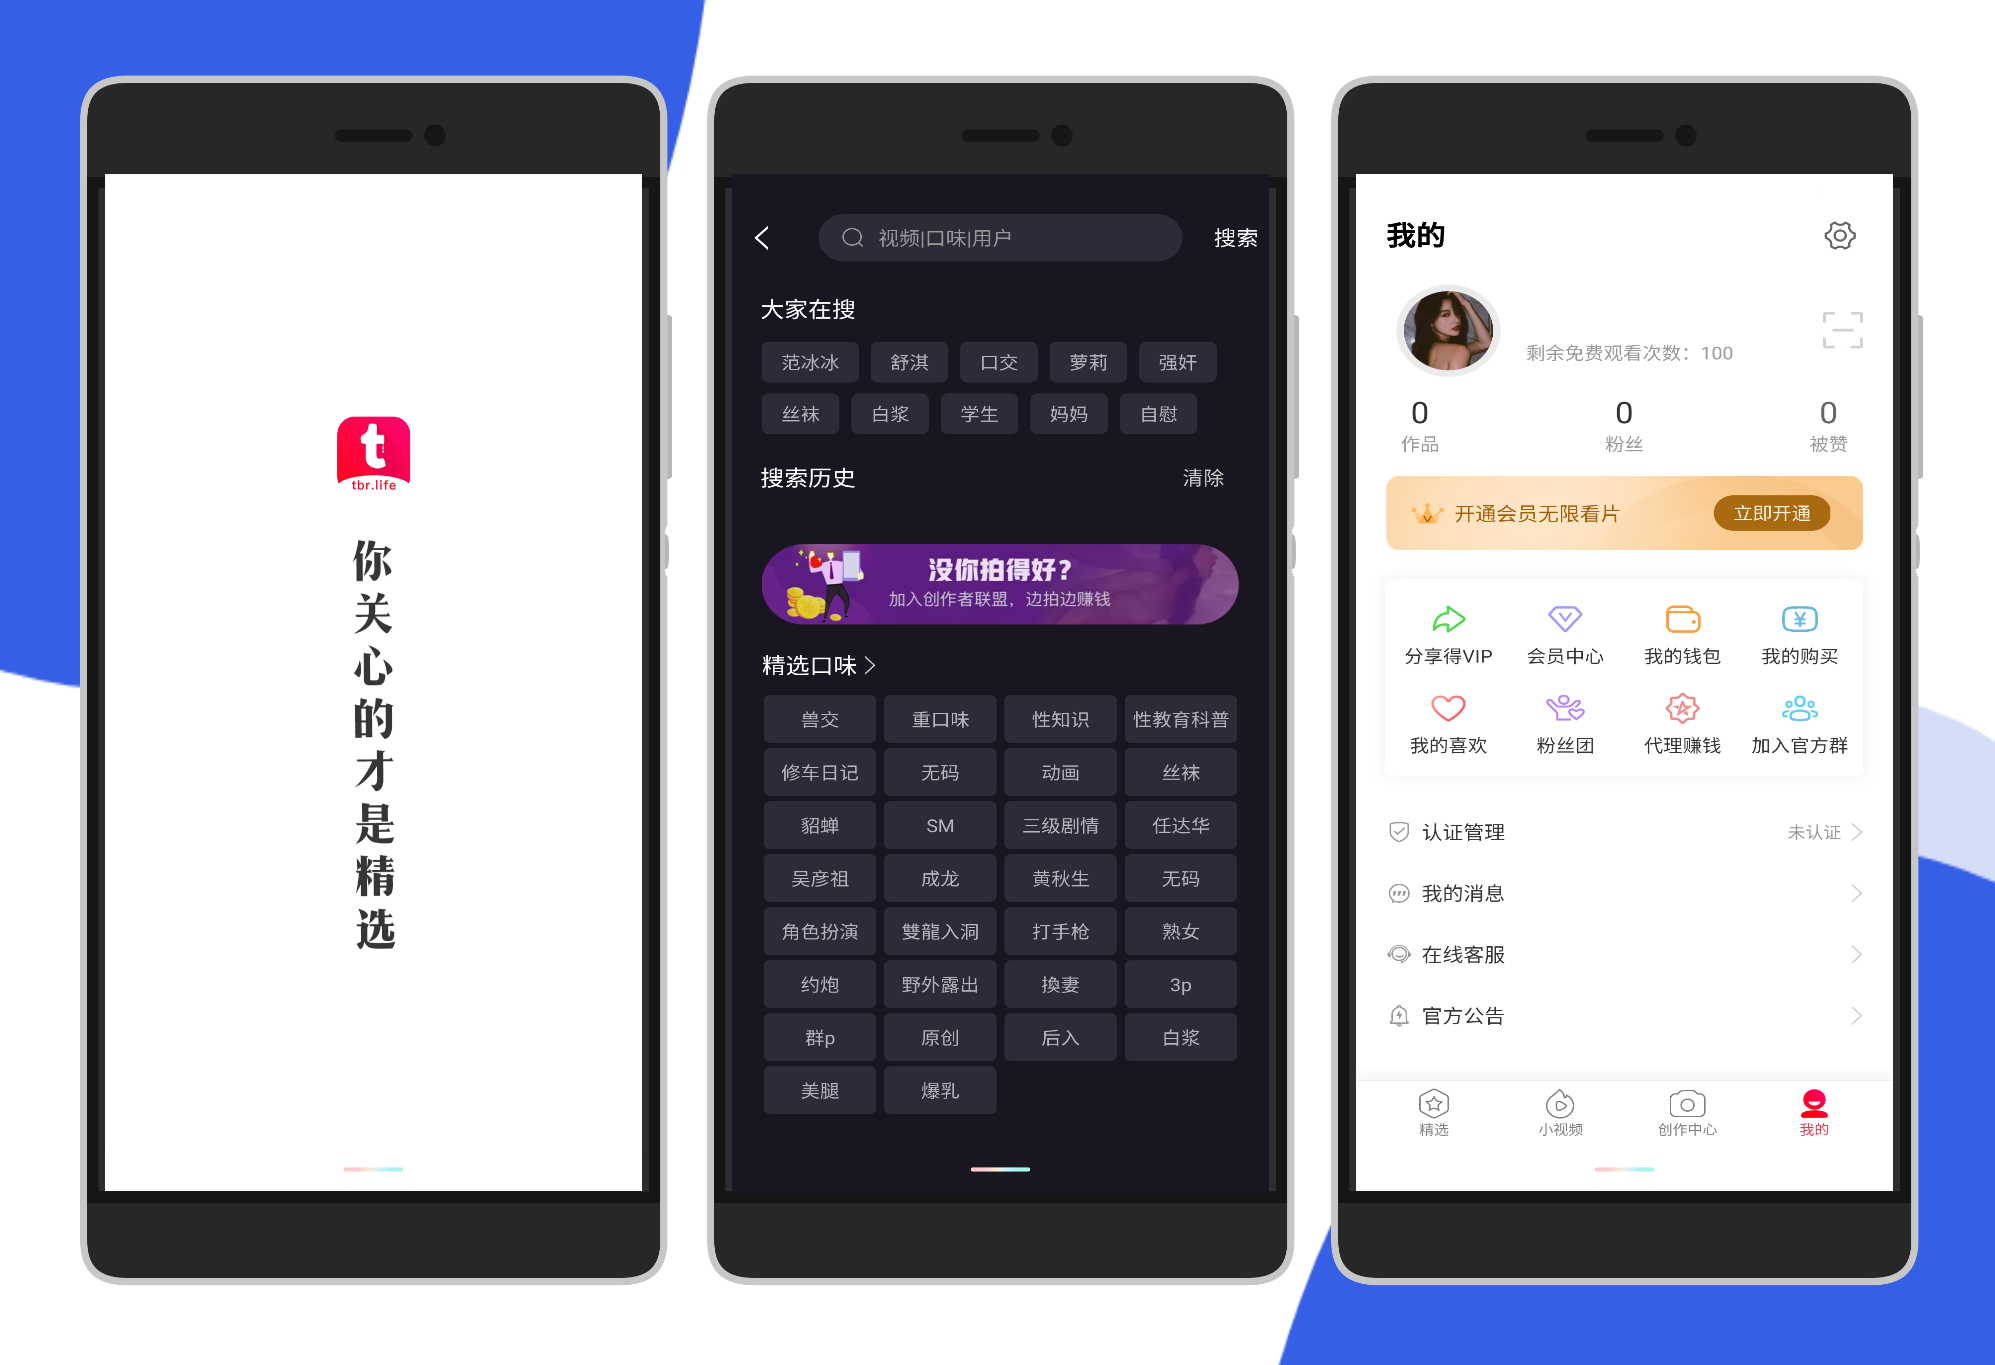 tbr.life
你关心的才是精选
视频|口味|用户
搜索
大家在搜
范冰冰 舒淇 口交 萝莉 强奸
丝袜 白浆 学生 妈妈 自慰
搜索历史 清除
没你拍得好？
加入创作者联盟，边拍边赚钱
精选口味
兽交 重口味 性知识 性教育科普
修车日记 无码 动画 丝袜
貂蝉 SM 三级剧情 任达华
吴彦祖 成龙 黄秋生 无码
角色扮演 雙龍入洞 打手枪 熟女
约炮 野外露出 換妻 3p
群p 原创 后入 白浆
美腿 爆乳
我的
剩余免费观看次数：100
0 0 0
作品 粉丝 被赞
开通会员无限看片 立即开通
分享得VIP 会员中心 我的钱包 我的购买
我的喜欢 粉丝团 代理赚钱 加入官方群
认证管理 未认证
我的消息
在线客服
官方公告
精选 小视频 创作中心 我的